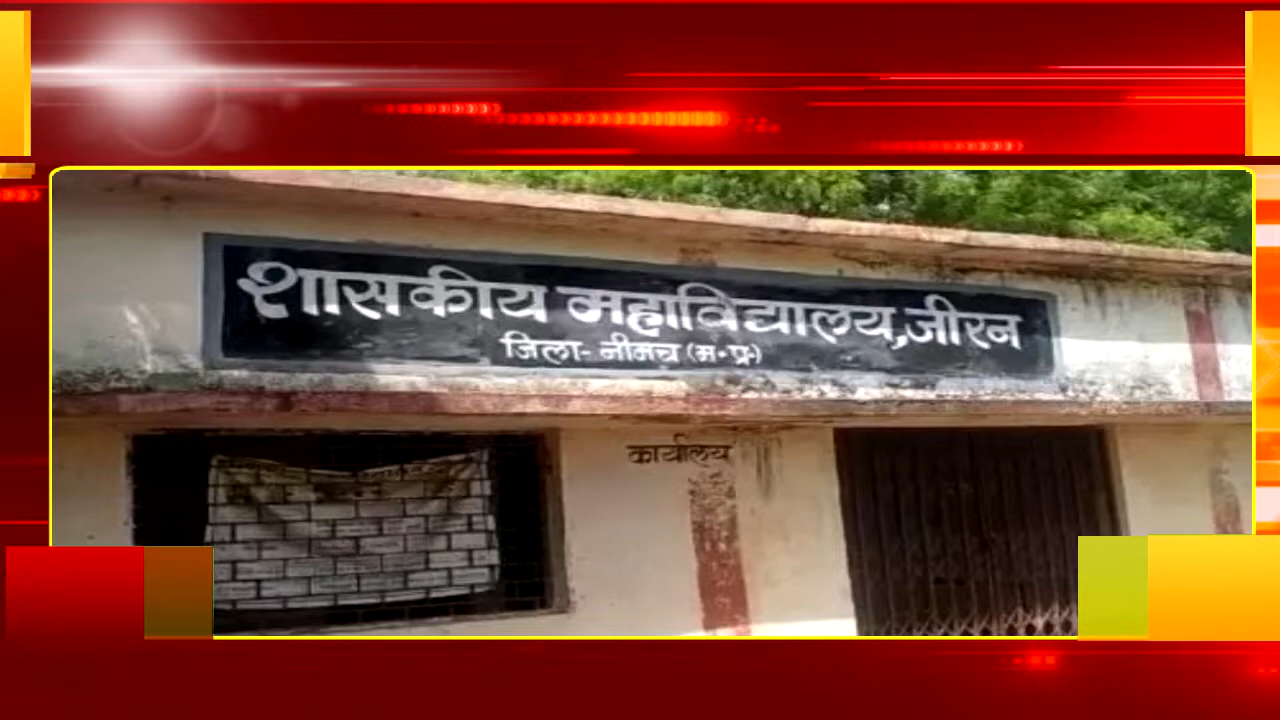 शासकीय महाविद्यालय,जीरन
जिला- नीमच (म॰प्र॰)
कार्यालय